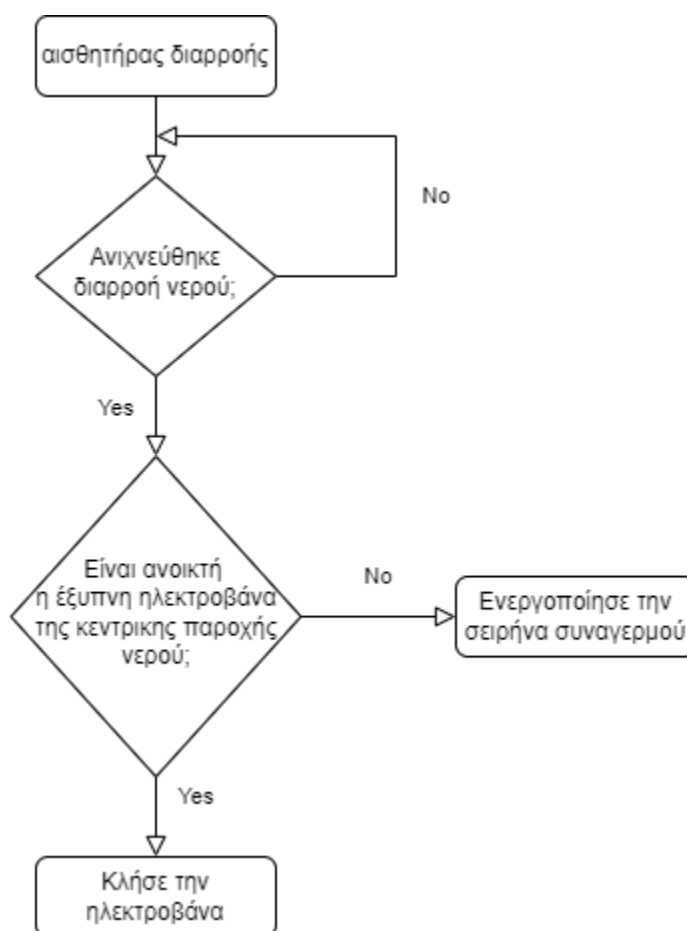 αισθητήρας διαρροής
No
Ανιχνεύθηκε
διαρροή νερού;
Yes
Είναι ανοικτή
η έξυπνη ηλεκτροβάνα
της κεντρικης παροχής
νερού;
No
Ενεργοποίησε την
σειρήνα συναγερμού
Yes
Κλήσε την
ηλεκτροβάνα